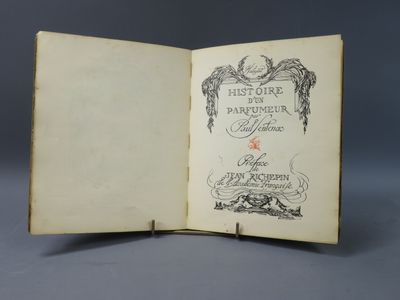 HISTOIRE
D'UN
PARFUMEUR
par
Paul Sentenac
Préface
de
JEAN RICHEPIN
de l'Académie Française